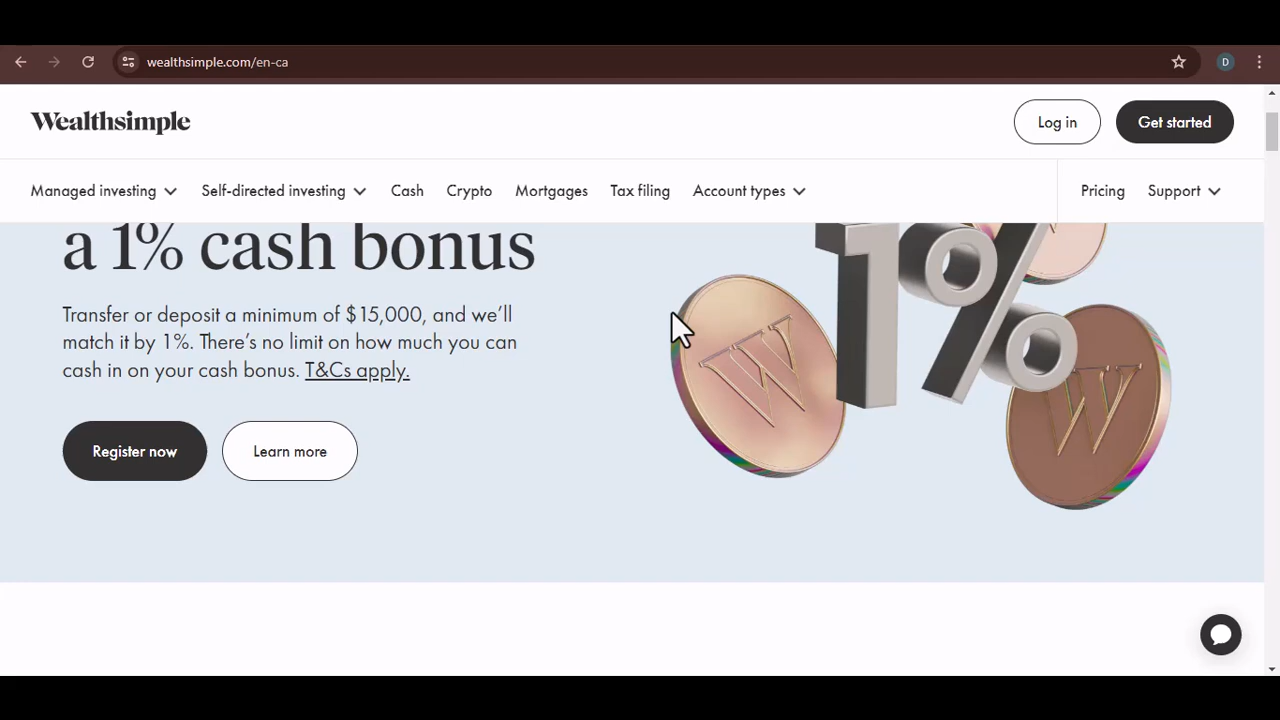 wealthsimple.com/en-ca
D
Wealthsimple
Log in
Get started
Managed investing
Self-directed investing
Cash
Crypto
Mortgages
Tax filing
Account types
Pricing
Support
a 1% cash bonus
Transfer or deposit a minimum of $15,000, and we’ll
match it by 1%. There’s no limit on how much you can
cash in on your cash bonus. T&Cs apply.
Register now
Learn more
1%
W
W